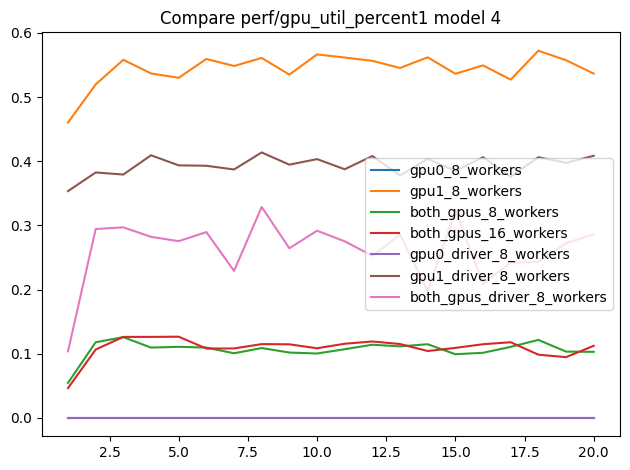 Compare perf/gpu_util_percent1 model 4
0.6
0.5
0.4
0.3
0.2
0.1
0.0
gpu0_8_workers
gpu1_8_workers
both_gpus_8_workers
both_gpus_16_workers
gpu0_driver_8_workers
gpu1_driver_8_workers
both_gpus_driver_8_workers
2.5 5.0 7.5 10.0 12.5 15.0 17.5 20.0